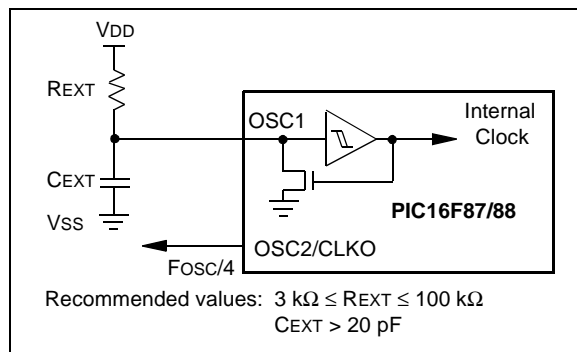 VDD
REXT
OSC1
Internal
Clock
CEXT
PIC16F87/88
VSS
OSC2/CLKO
FOSC/4
Recommended values: 3 kΩ ≤ REXT ≤ 100 kΩ
CEXT > 20 pF